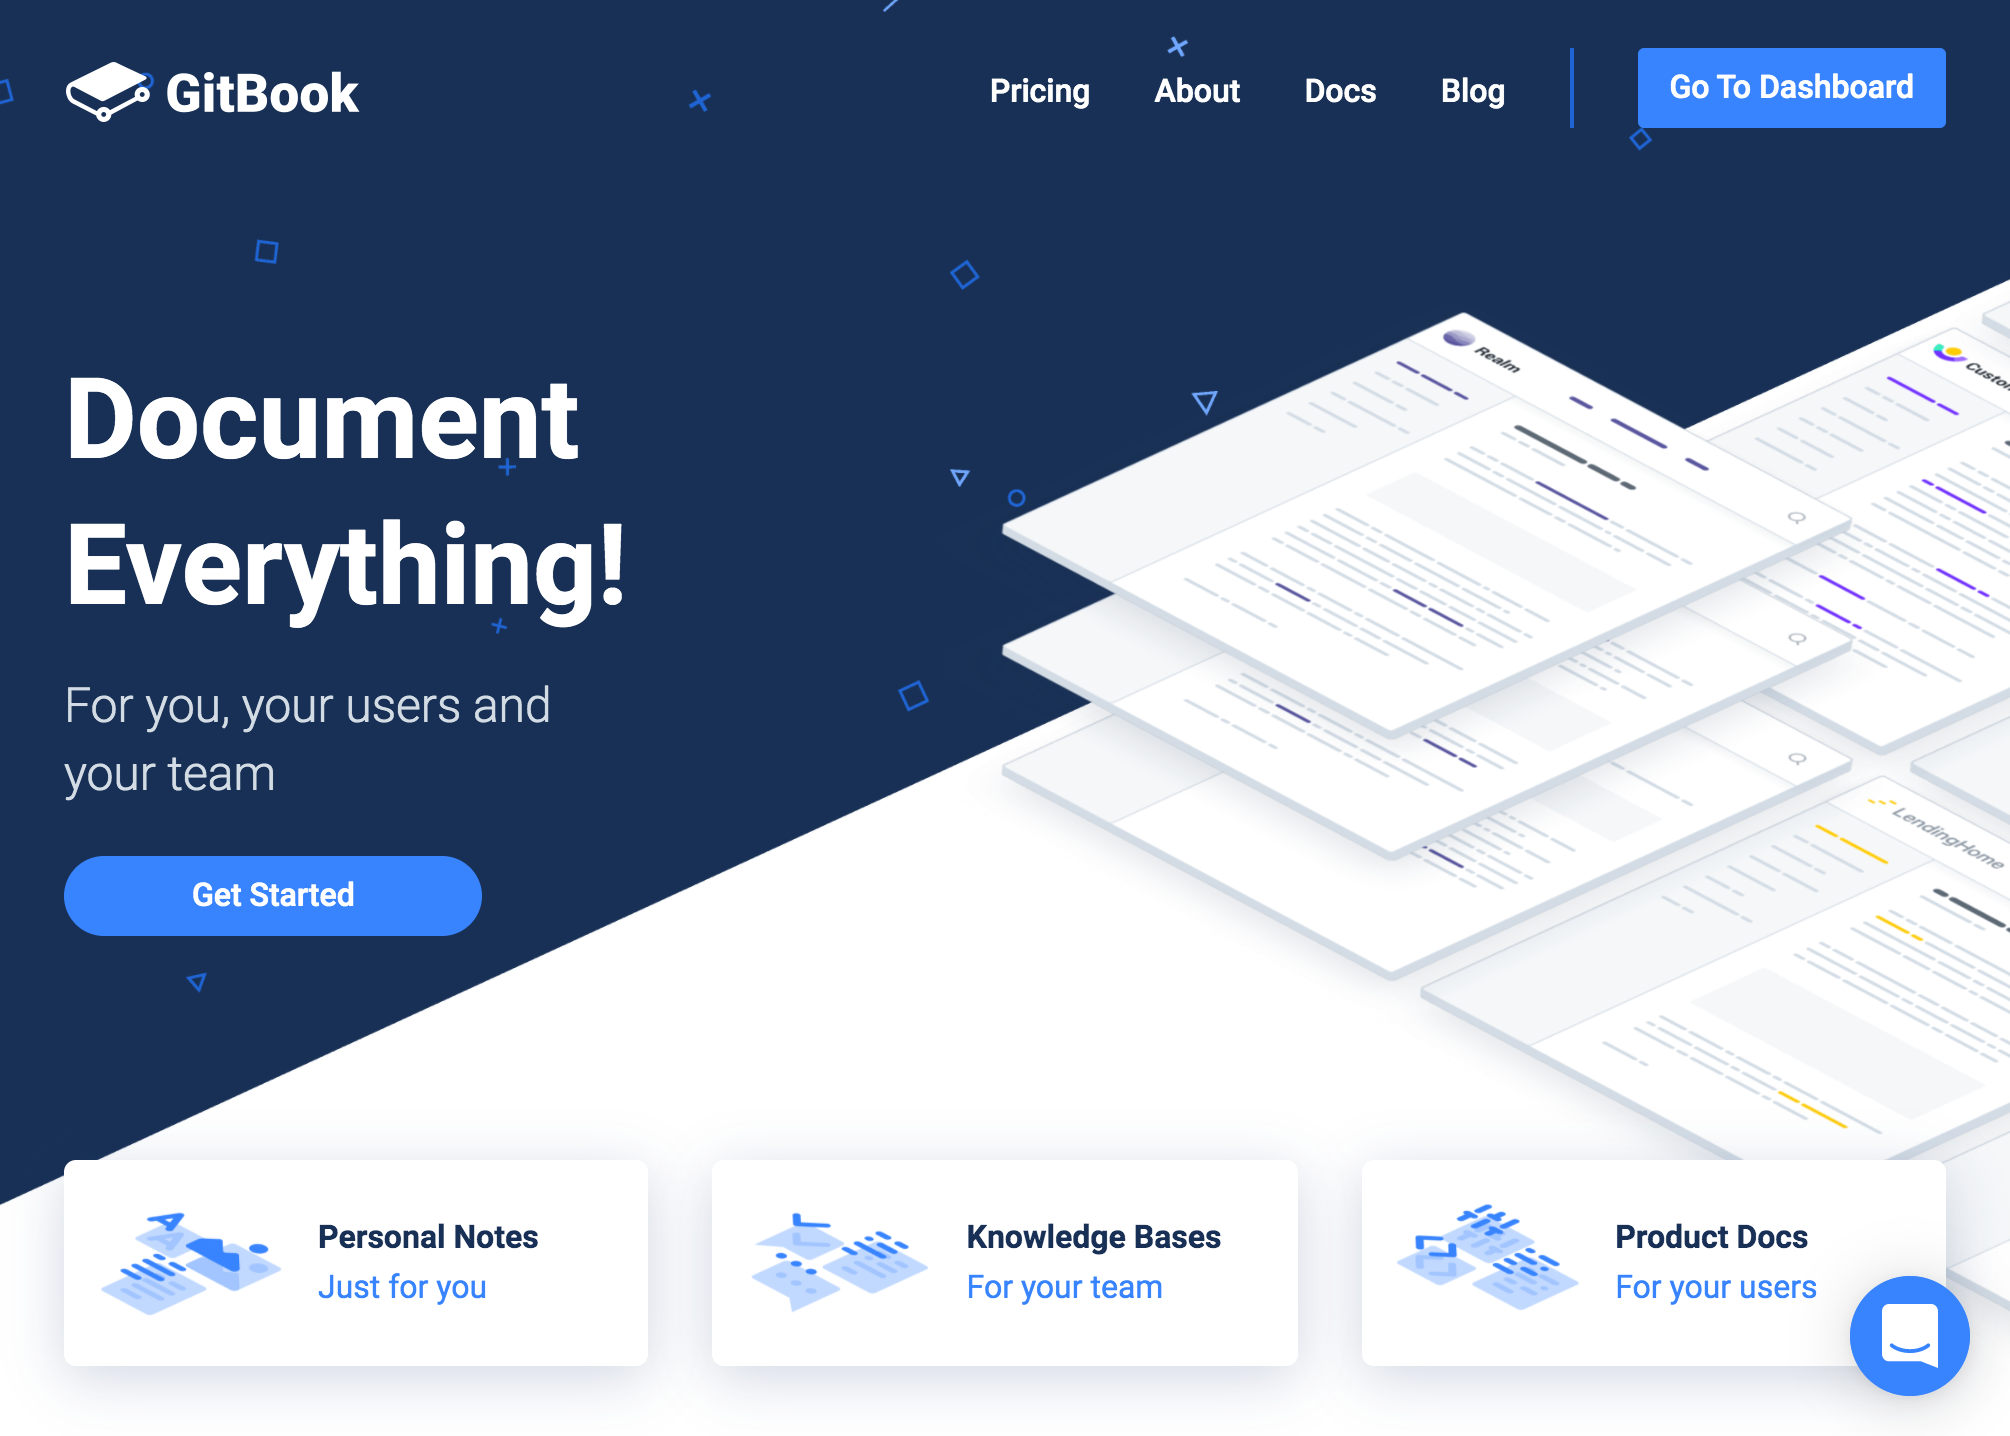 GitBook
Pricing
About
Docs
Blog
Go To Dashboard
Document
Everything!
For you, your users and
your team
Get Started
Realm
LendingHome
Personal Notes
Just for you
Knowledge Bases
For your team
Product Docs
For your users